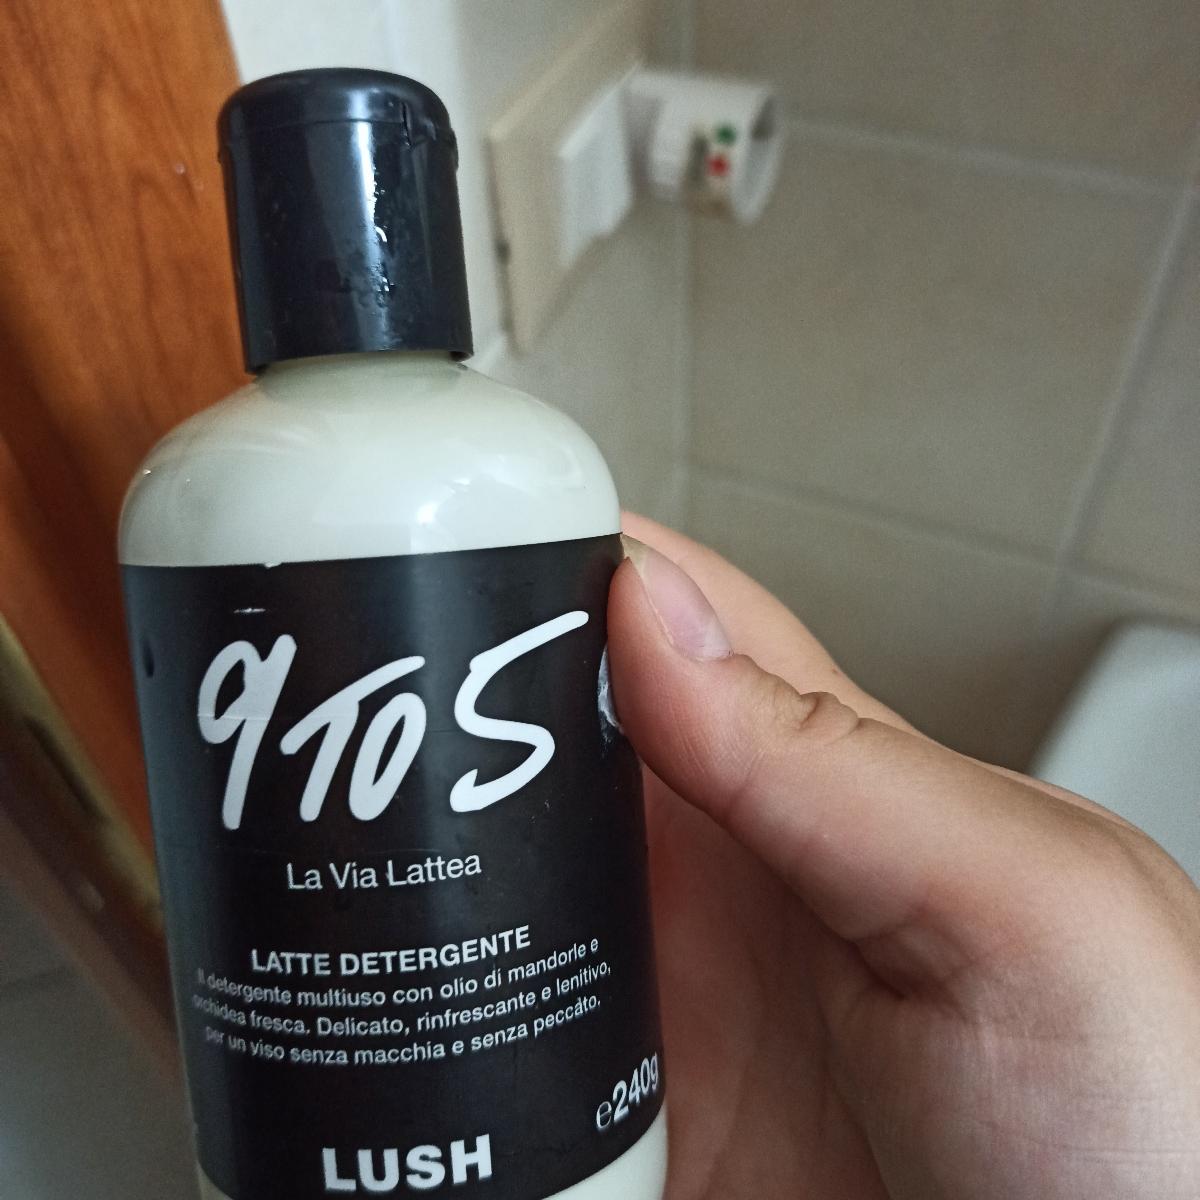 9 TO 5
La Via Lattea
LATTE DETERGENTE
Il detergente multiuso con olio di mandorle e
orchidea fresca. Delicato, rinfrescante e lenitivo,
per un viso senza macchia e senza peccato.
e240g
LUSH